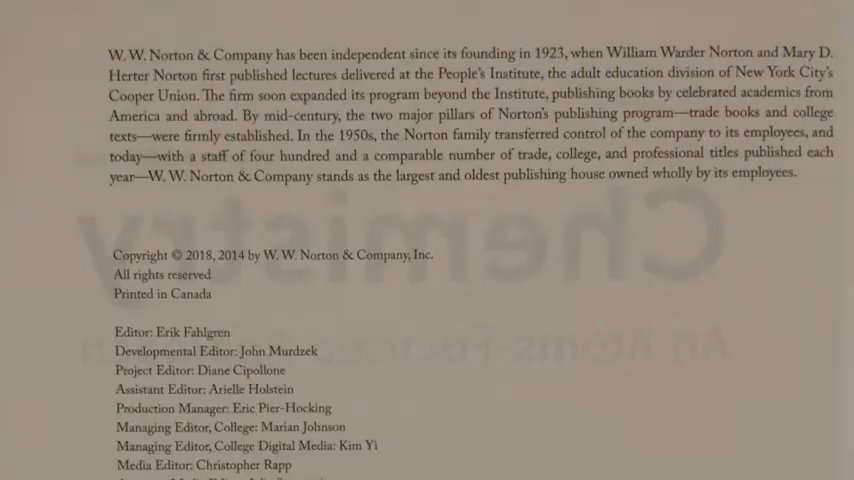 W. W. Norton & Company has been independent since its founding in 1923, when William Warder Norton and Mary D.
Herter Norton first published lectures delivered at the People's Institute, the adult education division of New York City's
Cooper Union. The firm soon expanded its program beyond the Institute, publishing books by celebrated academics from
America and abroad. By mid-century, the two major pillars of Norton's publishing program—trade books and college
texts—were firmly established. In the 1950s, the Norton family transferred control of the company to its employees, and
today—with a staff of four hundred and a comparable number of trade, college, and professional titles published each
year—W. W. Norton & Company stands as the largest and oldest publishing house owned wholly by its employees.
Chemistry
An Atoms-Focused
Copyright © 2018, 2014 by W. W. Norton & Company, Inc.
All rights reserved
Printed in Canada
Editor: Erik Fahlgren
Developmental Editor: John Murdzek
Project Editor: Diane Cipollone
Assistant Editor: Arielle Holstein
Production Manager: Eric Pier-Hocking
Managing Editor, College: Marian Johnson
Managing Editor, College Digital Media: Kim Yi
Media Editor: Christopher Rapp